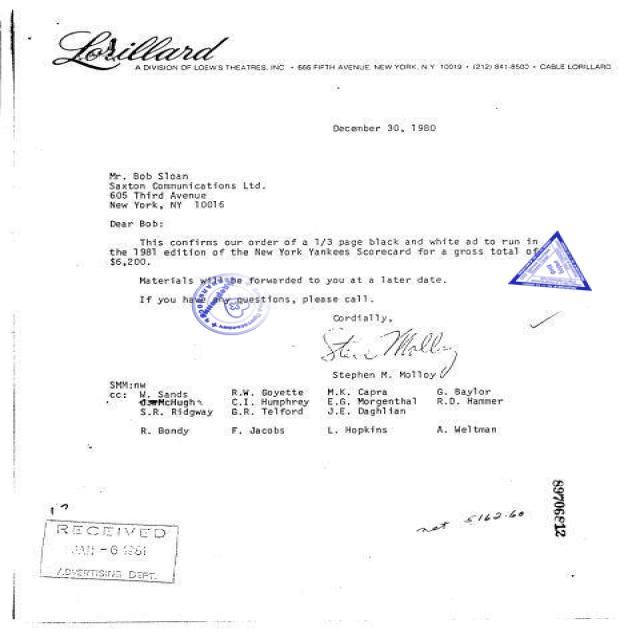 Lorillard
A DIVISION OF LOEW'S THEATRES, INC • 666 FIFTH AVENUE, NEW YORK, N.Y. 10019 • (212) 841-8500 • CABLE LORILLARD
December 30, 1980
Mr. Bob Sloan
Saxton Communications Ltd.
605 Third Avenue
New York, NY 10016
Dear Bob:
This confirms our order of a 1/3 page black and white ad to run in
the 1981 edition of the New York Yankees Scorecard for a gross total of
$6,200.
Materials will be forwarded to you at a later date.
If you have any questions, please call.
Cordially,
Steve Molloy
Stephen M. Molloy
SMM:nw
cc: W. Sands R.W. Goyette M.K. Capra G. Baylor
McHugh C.I. Humphrey E.G. Morgenthal R.D. Hammer
S.R. Ridgway G.R. Telford J.E. Daghlian
R. Bondy F. Jacobs L. Hopkins A. Weltman
89706812
net 5162.60
RECEIVED
JAN -6 1981
ADVERTISING DEPT.